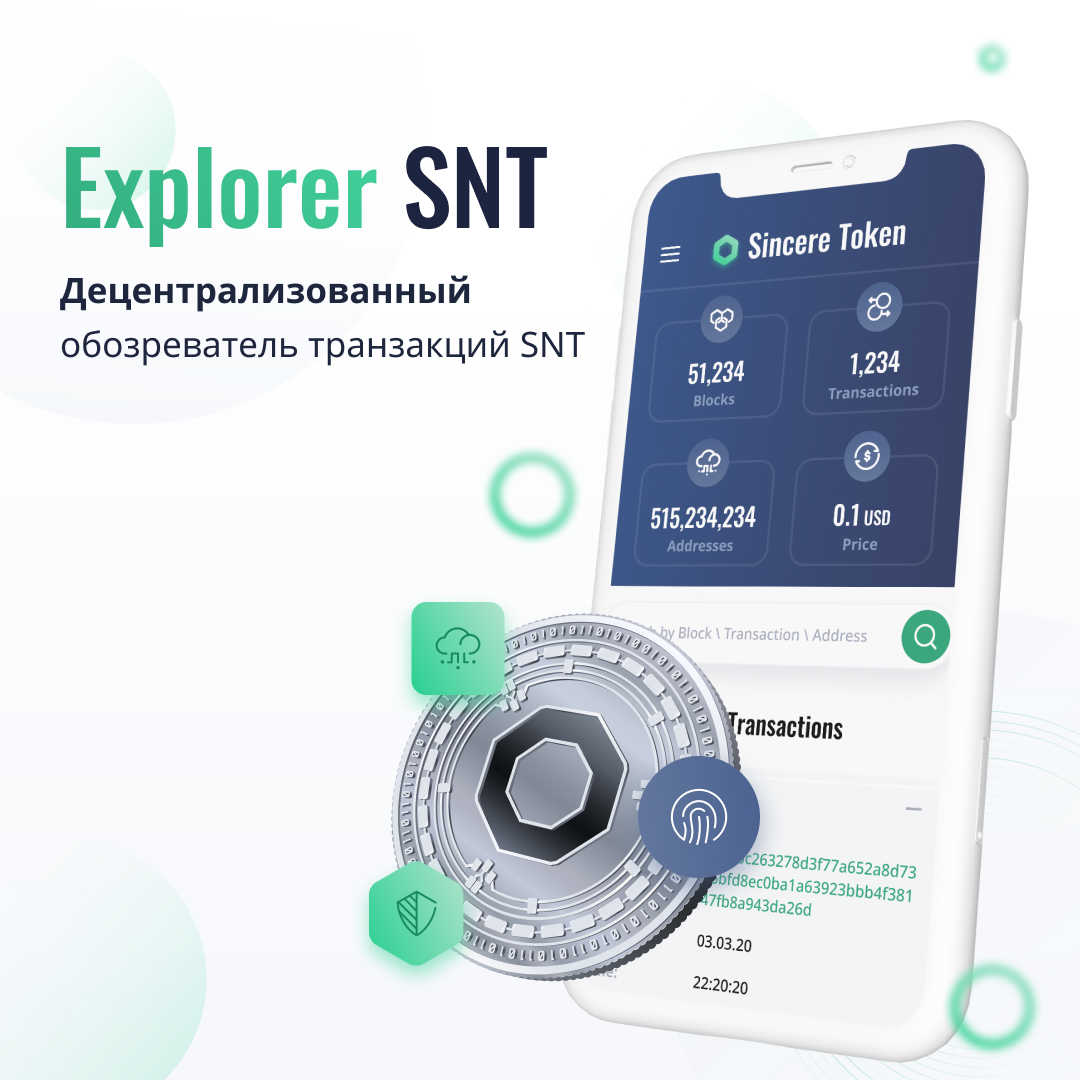 Explorer SNT
Децентрализованный
обозреватель транзакций SNT
Sincere Token
51,234
Blocks
1,234
Transactions
515,234,234
Addresses
0.1 USD
Price
by Block \ Transaction \ Address
Transactions
c263278d3f77a652a8d73
bfd8ec0ba1a63923bbb4f381
47fb8a943da26d
03.03.20
22:20:20